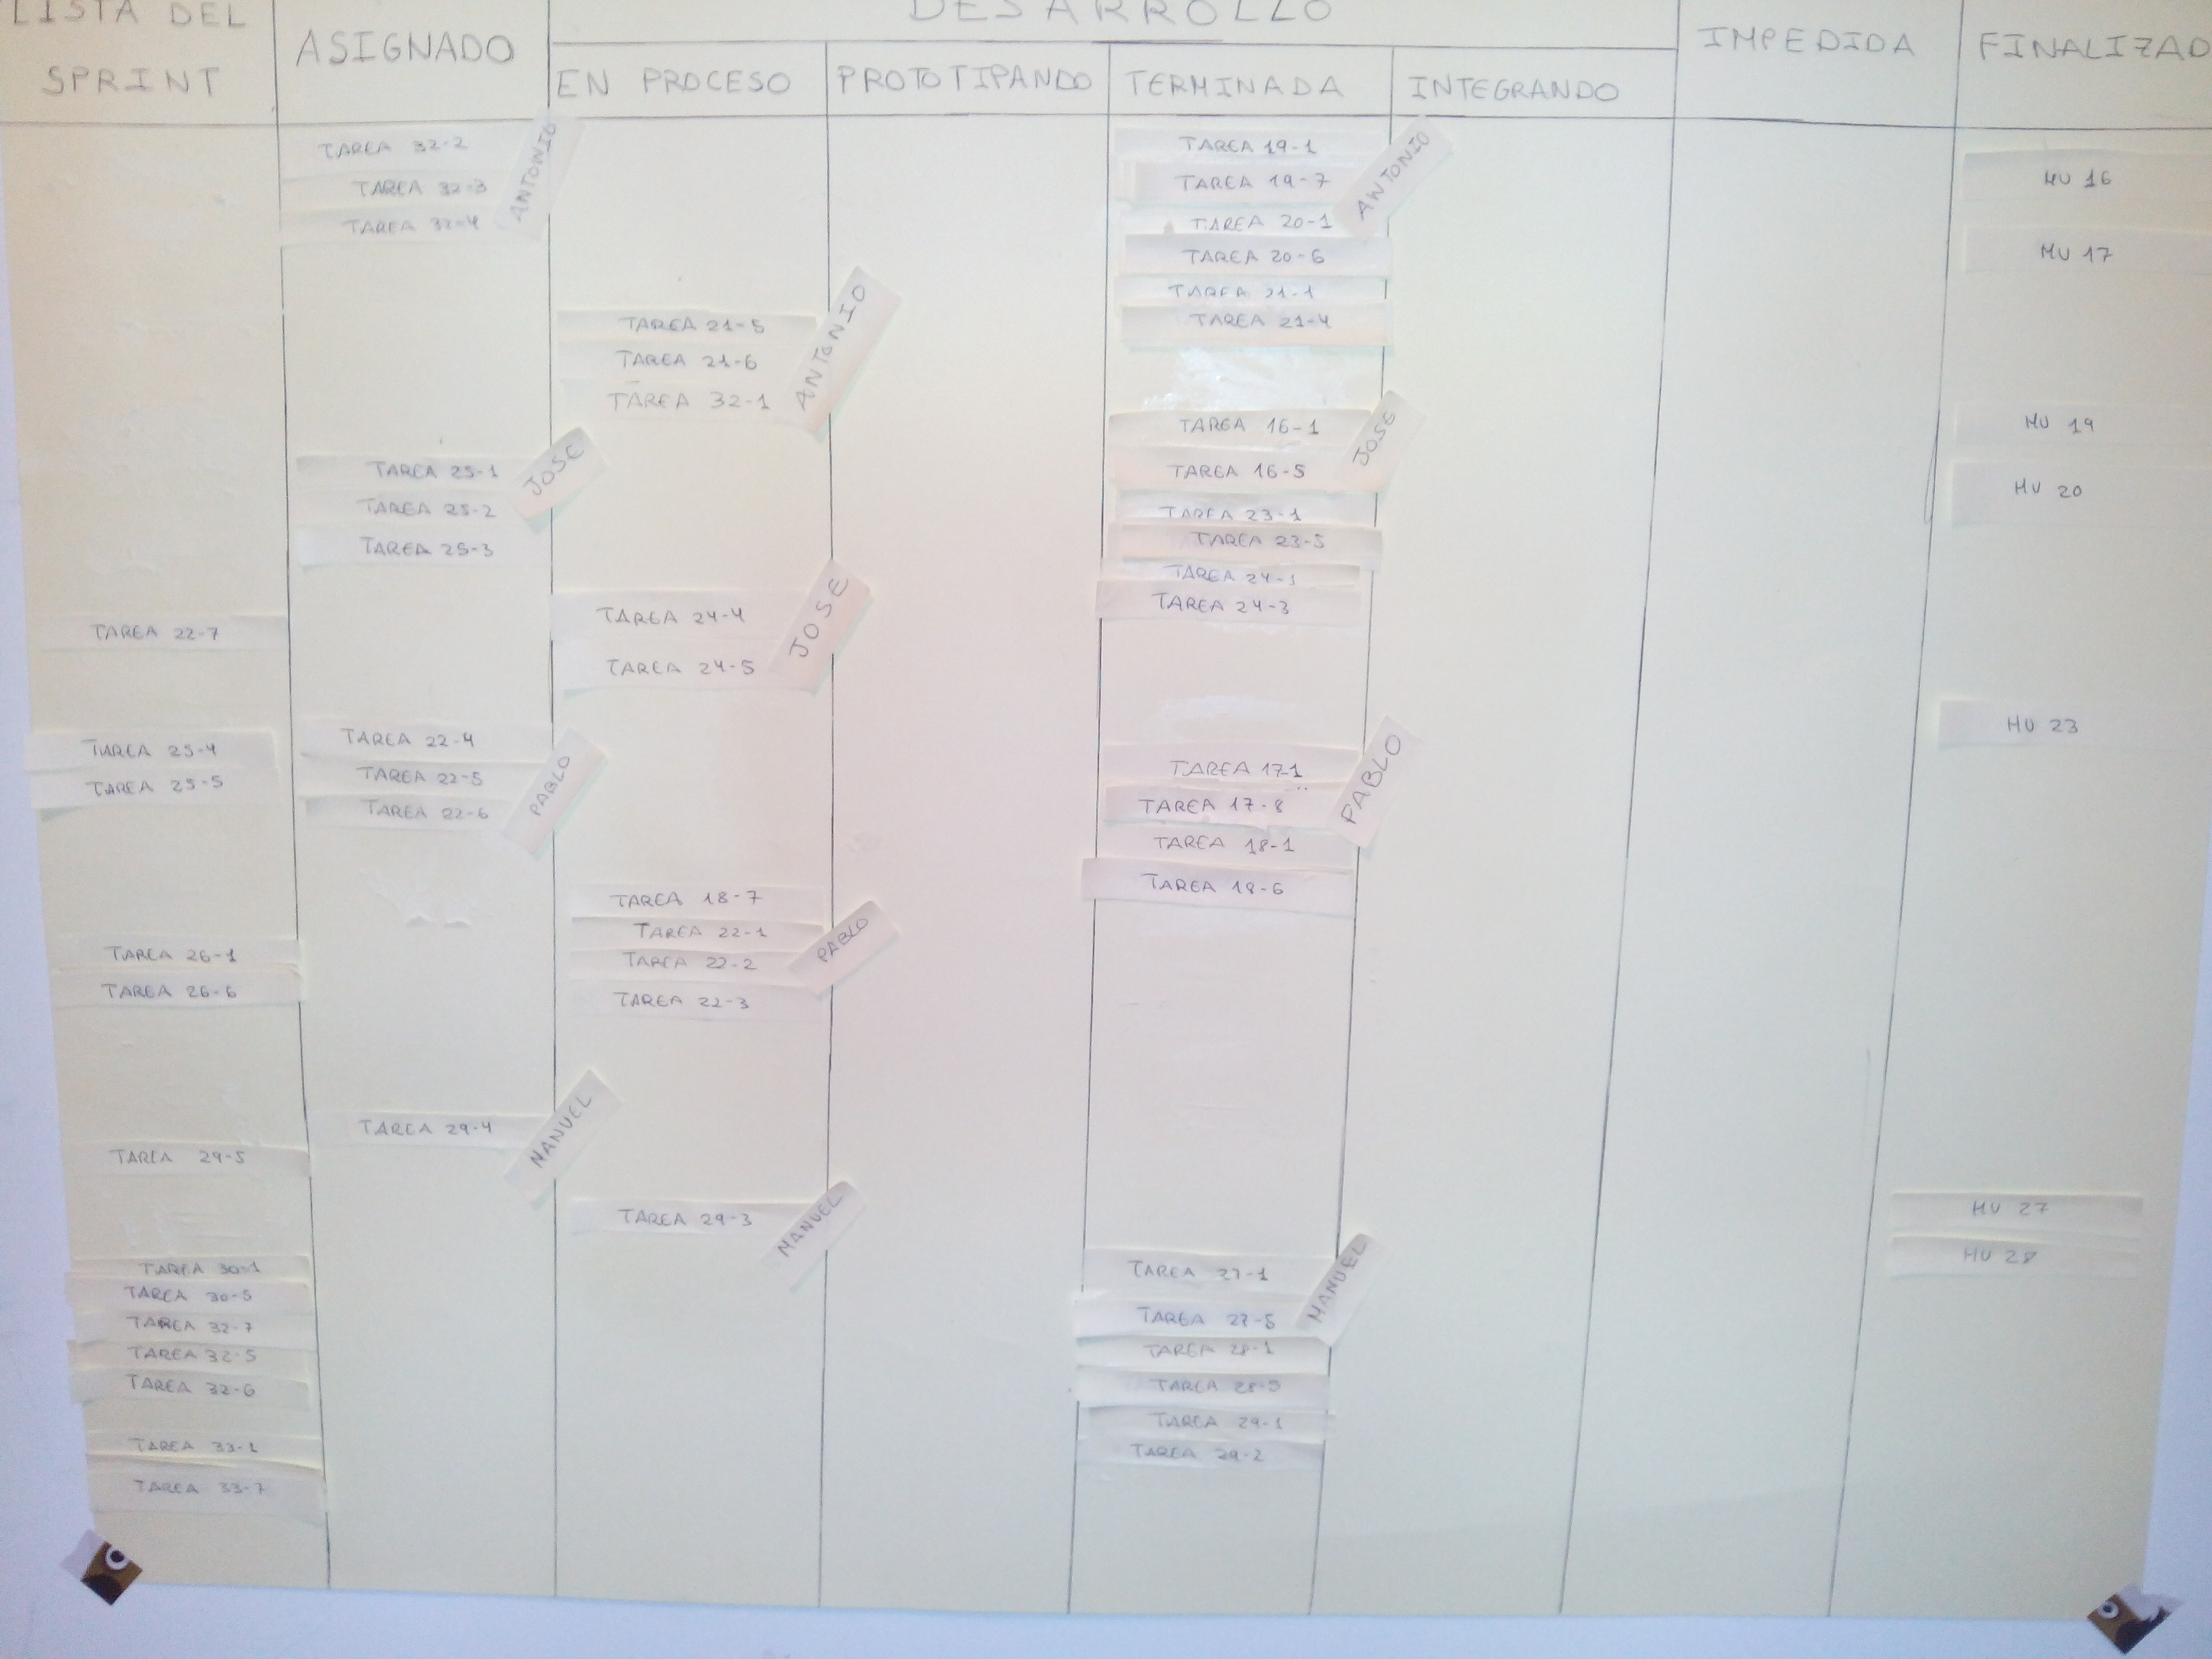 LISTA DEL
SPRINT
ASIGNADO
DESARROLLO
EN PROCESO
PROTOTIPANDO
TERMINADA
INTEGRANDO
IMPEDIDA
FINALIZAD
TAREA 22-7
TAREA 25-4
TAREA 25-5
TAREA 26-1
TAREA 26-6
TAREA 29-5
TAREA 30-1
TAREA 30-5
TAREA 32-7
TAREA 32-5
TAREA 32-6
TAREA 33-1
TAREA 33-7
TAREA 32-2
TAREA 32-3
TAREA 32-4
ANTONIO
TAREA 25-1
TAREA 25-2
TAREA 25-3
JOSE
TAREA 22-4
TAREA 22-5
TAREA 22-6
PABLO
TAREA 29-4
MANUEL
TAREA 21-5
TAREA 21-6
TAREA 32-1
ANTONIO
TAREA 24-4
TAREA 24-5
JOSE
TAREA 18-7
TAREA 22-1
TAREA 22-2
TAREA 22-3
PABLO
TAREA 29-3
MANUEL
TAREA 19-1
TAREA 19-7
TAREA 20-1
TAREA 20-6
TAREA 21-1
TAREA 21-4
ANTONIO
TAREA 16-1
TAREA 16-5
TAREA 23-1
TAREA 23-5
TAREA 24-1
TAREA 24-3
JOSE
TAREA 17-1
TAREA 17-8
TAREA 18-1
TAREA 18-6
PABLO
TAREA 27-1
TAREA 27-5
TAREA 28-1
TAREA 28-5
TAREA 29-1
TAREA 29-2
MANUEL
HU 16
HU 17
HU 19
HU 20
HU 23
HU 27
HU 28